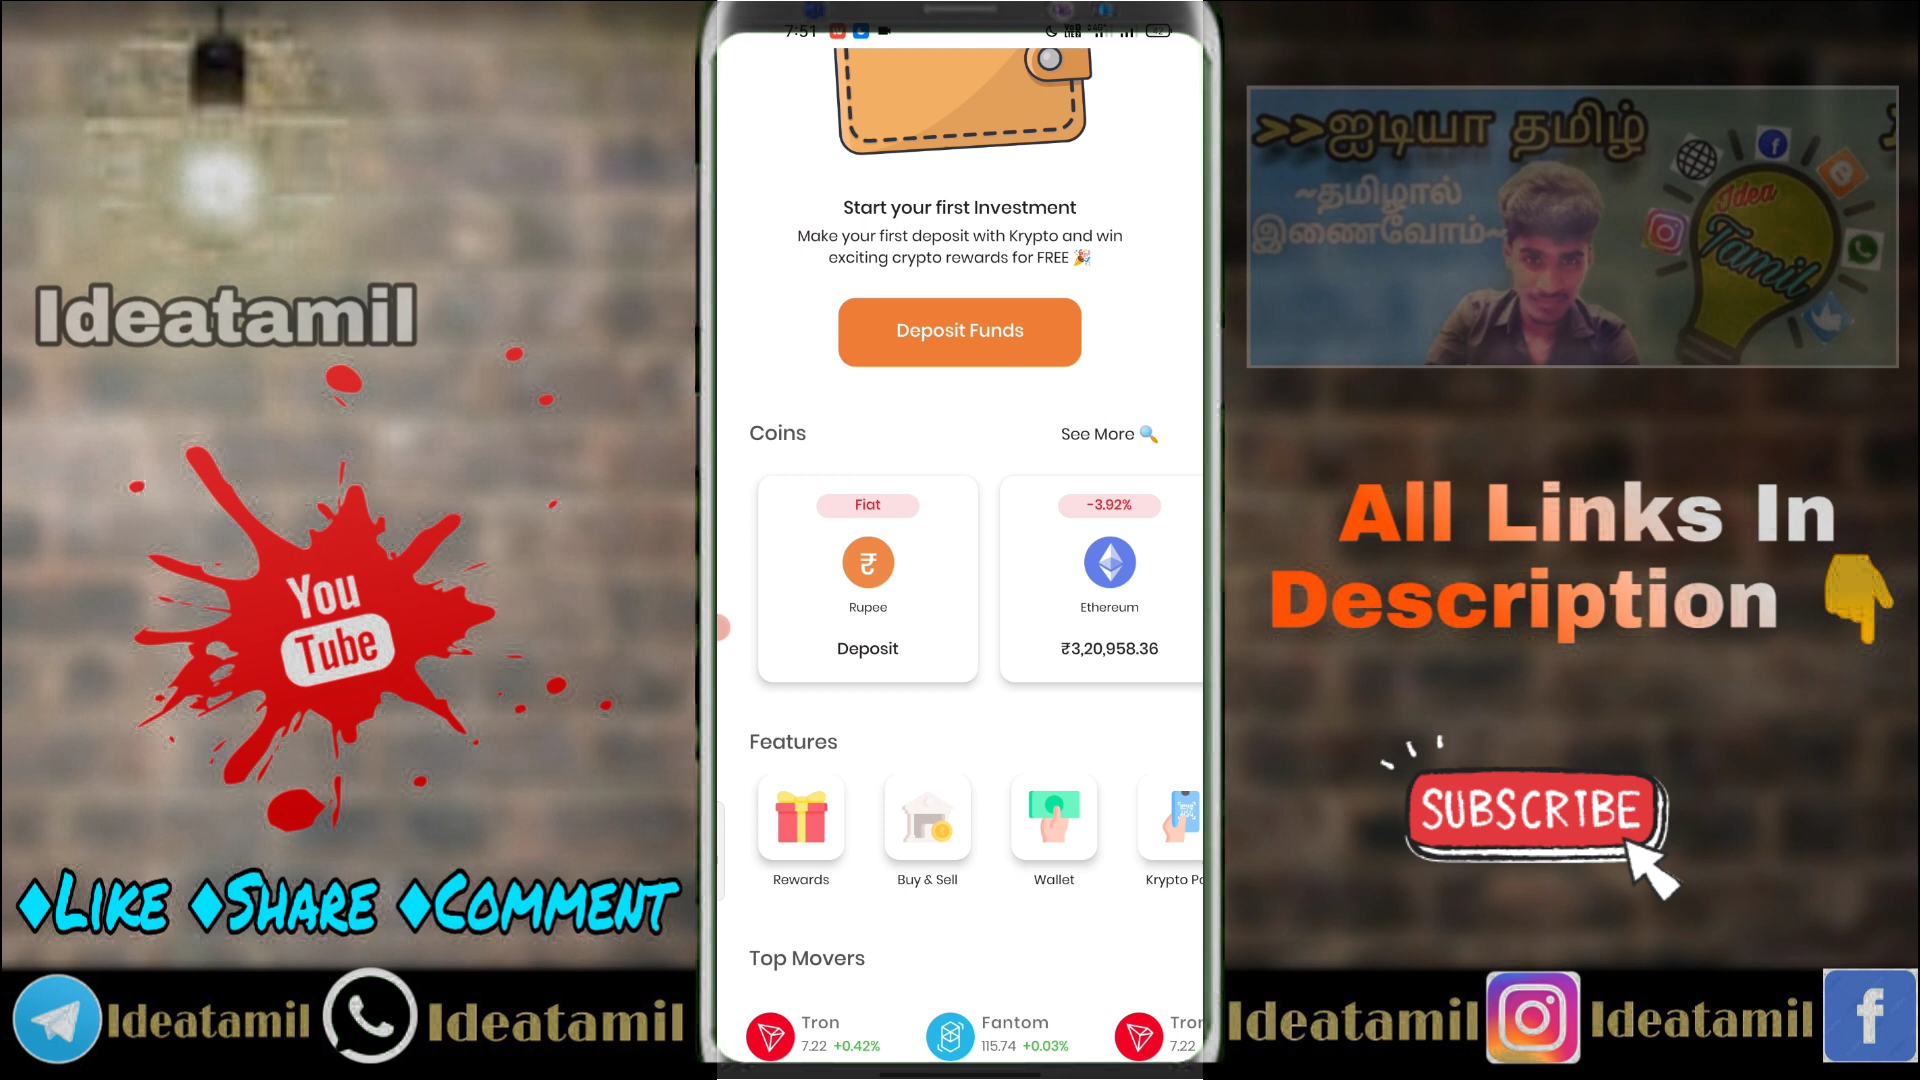 Ideatamil
You
Tube
♦Like ♦Share ♦Comment
Ideatamil
Ideatamil
7:51
Start your first Investment
Make your first deposit with Krypto and win
exciting crypto rewards for FREE 🎉
Deposit Funds
Coins
See More 🔍
Fiat
₹
Rupee
Deposit
-3.92%
Ethereum
₹3,20,958.36
Features
Rewards
Buy & Sell
Wallet
Krypto
Top Movers
Tron
7.22 +0.42%
Fantom
115.74 +0.03%
Tron
7.22
>>ஐடியா தமிழ்
~தமிழால்
இணைவோம்~
Idea
Tamil
All Links In
Description 👇
SUBSCRIBE
Ideatamil
Ideatamil